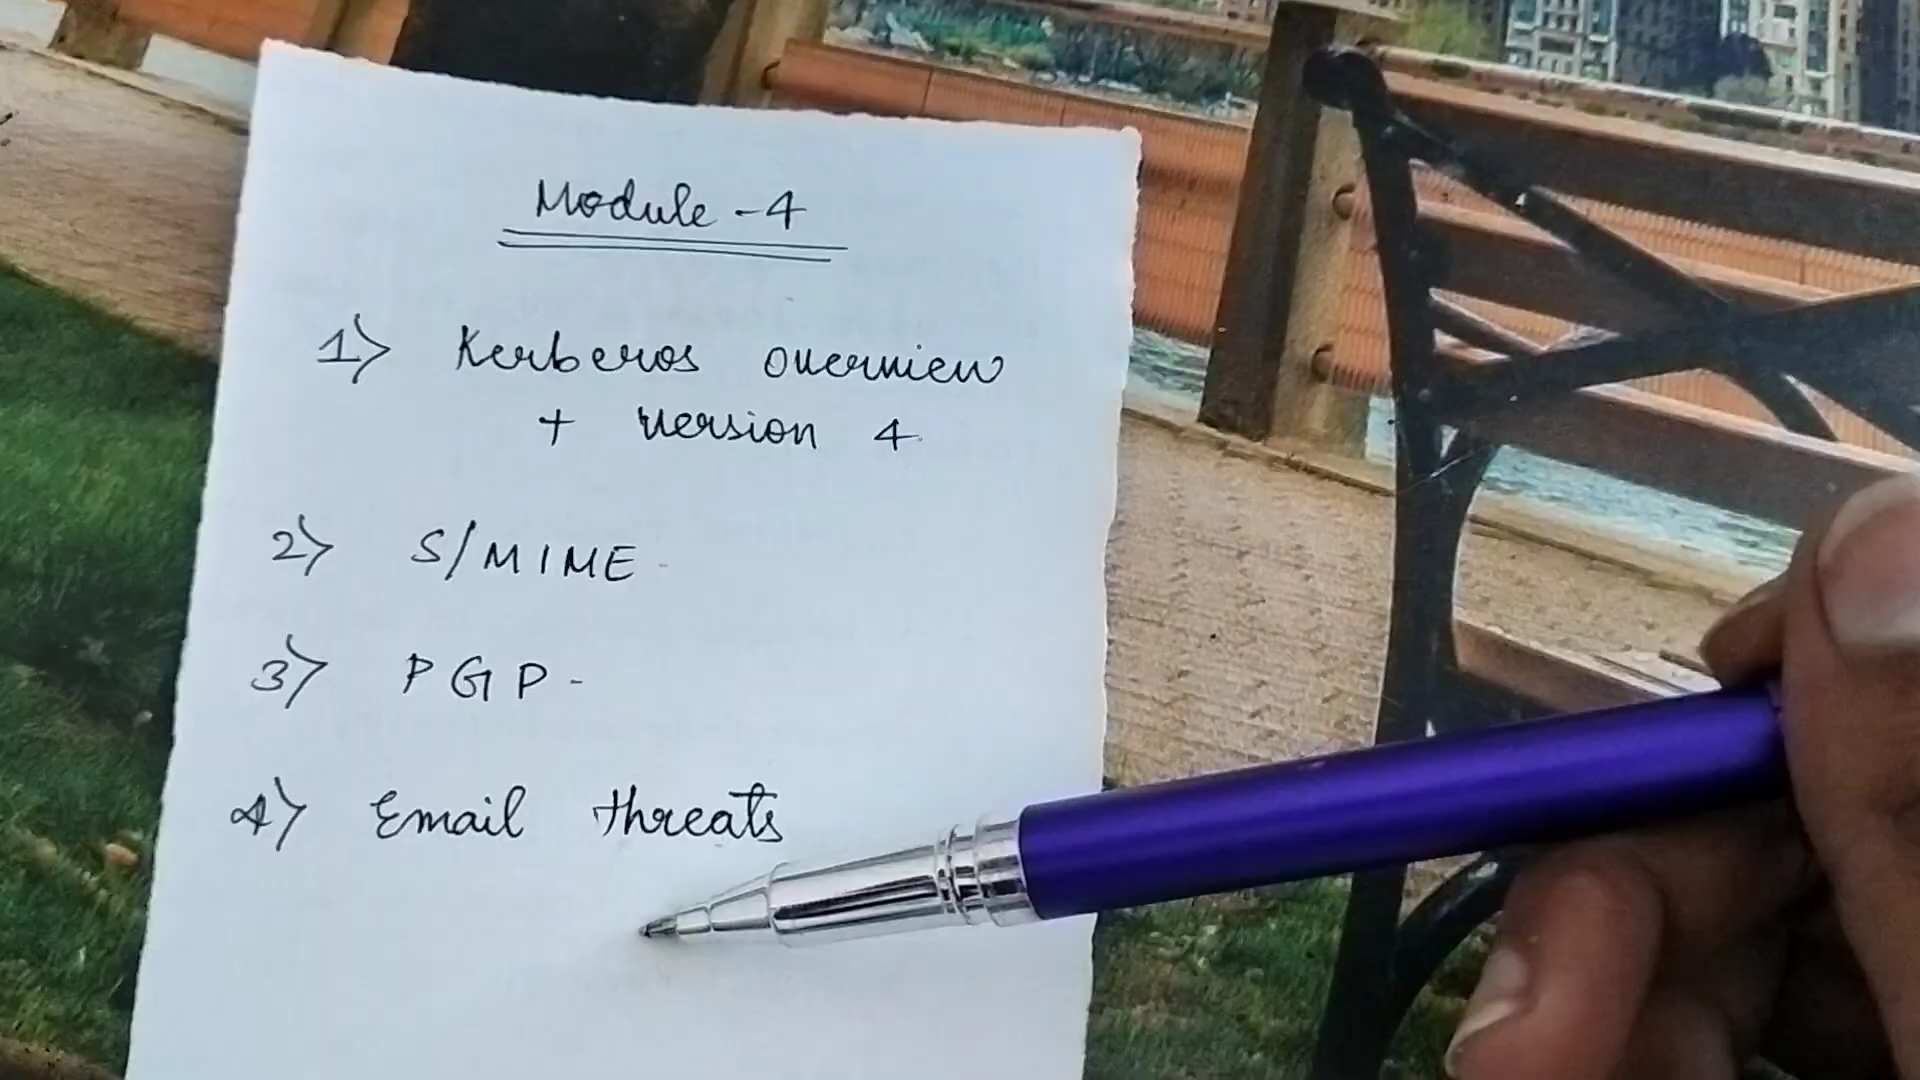 Module - 4
1) Kerberos overview
+ version 4
2) S/MIME
3) PGP -
4) Email threats